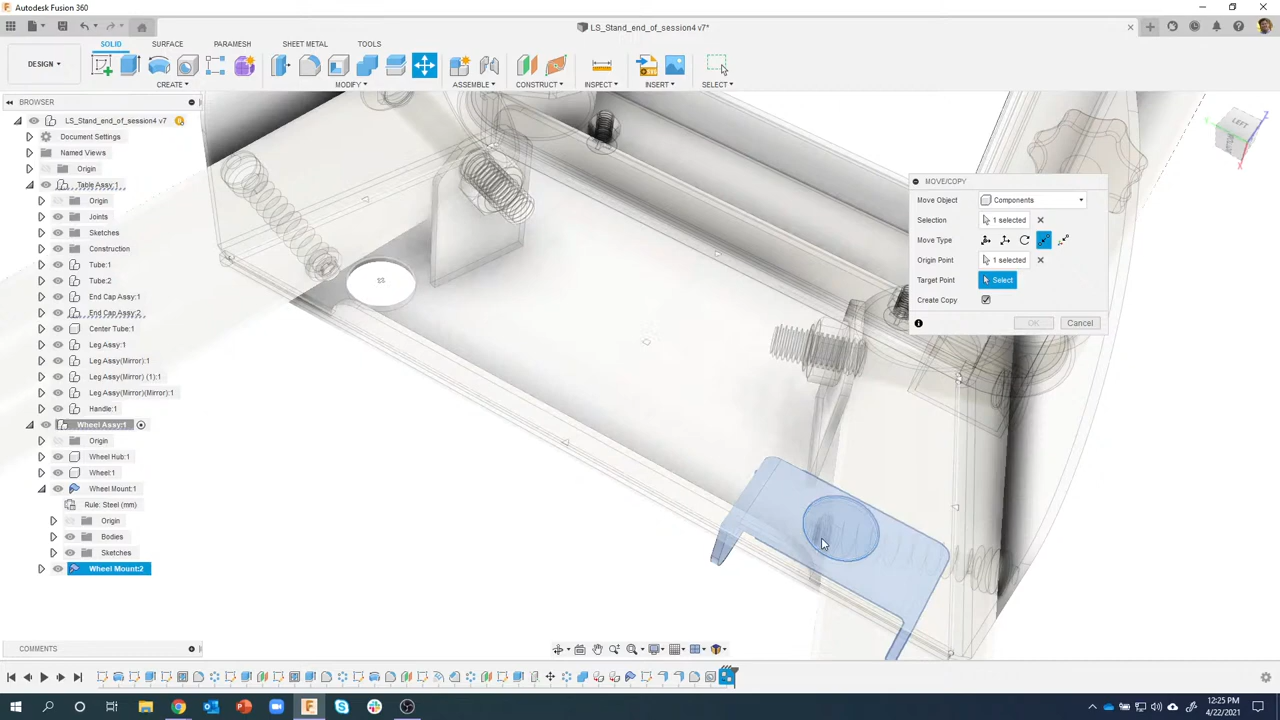 Autodesk Fusion 360
LS_Stand_end_of_session4 v7*
DESIGN
SOLID SURFACE PARAMESH SHEET METAL TOOLS
CREATE MODIFY ASSEMBLE CONSTRUCT INSPECT INSERT SELECT
BROWSER
LS_Stand_end_of_session4 v7
Document Settings
Named Views
Origin
Table Assy:1
Origin
Joints
Sketches
Construction
Tube:1
Tube:2
End Cap Assy:1
End Cap Assy:2
Center Tube:1
Leg Assy:1
Leg Assy(Mirror):1
Leg Assy(Mirror) (1):1
Leg Assy(Mirror)(Mirror):1
Handle:1
Wheel Assy:1
Origin
Wheel Hub:1
Wheel:1
Wheel Mount:1
Rule: Steel (mm)
Origin
Bodies
Sketches
Wheel Mount:2
LEFT
Z
X
MOVE/COPY
Move Object Components
Selection 1 selected
Move Type
Origin Point 1 selected
Target Point Select
Create Copy
OK Cancel
COMMENTS
12:25 PM
4/22/2021